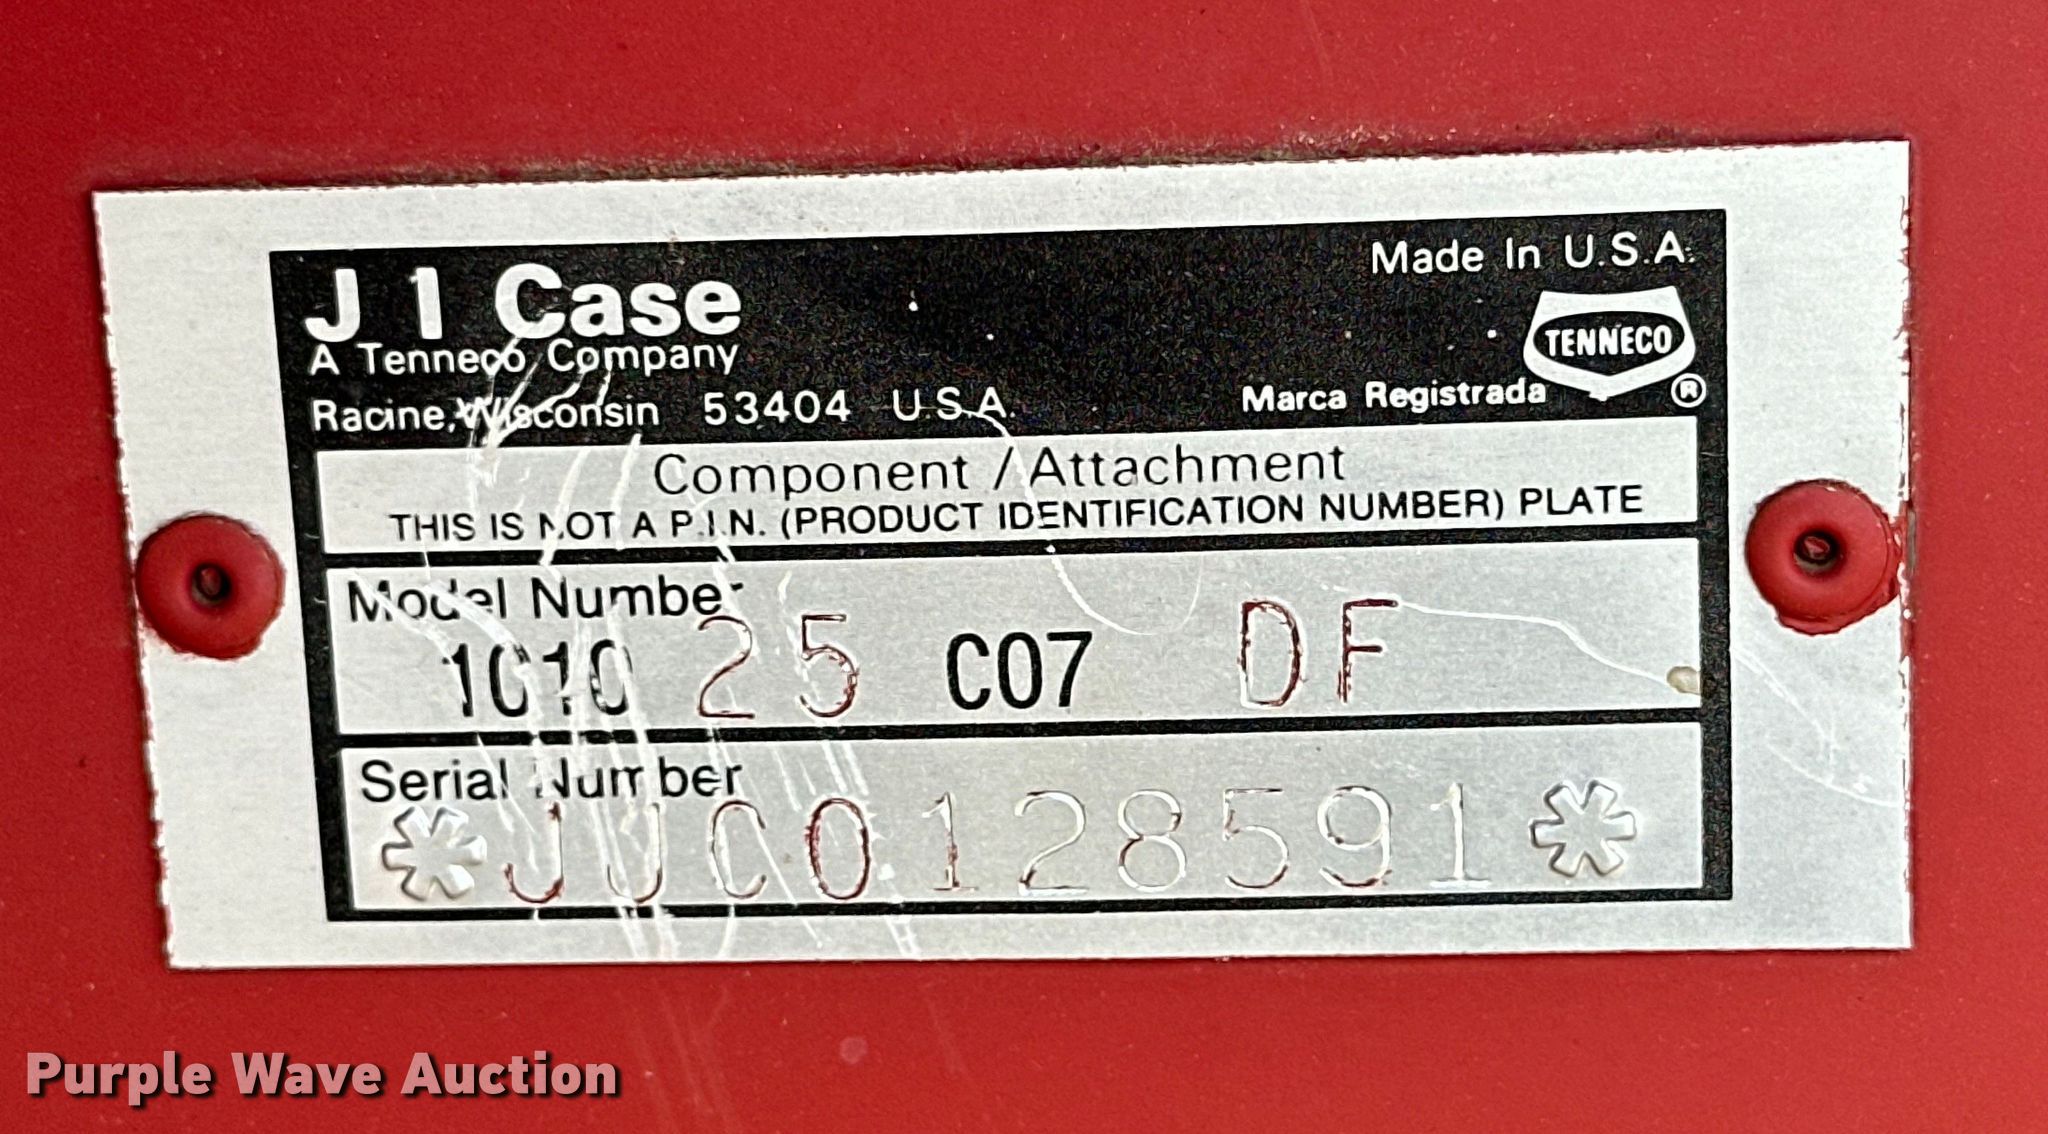 J I Case
A Tenneco Company
Racine, Wisconsin 53404 U.S.A.
Made In U.S.A.
TENNECO
Marca Registrada ®
Component / Attachment
THIS IS NOT A P.I.N. (PRODUCT IDENTIFICATION NUMBER) PLATE
Model Number
1010 25 C07 DF
Serial Number
*JJC0128591*
Purple Wave Auction